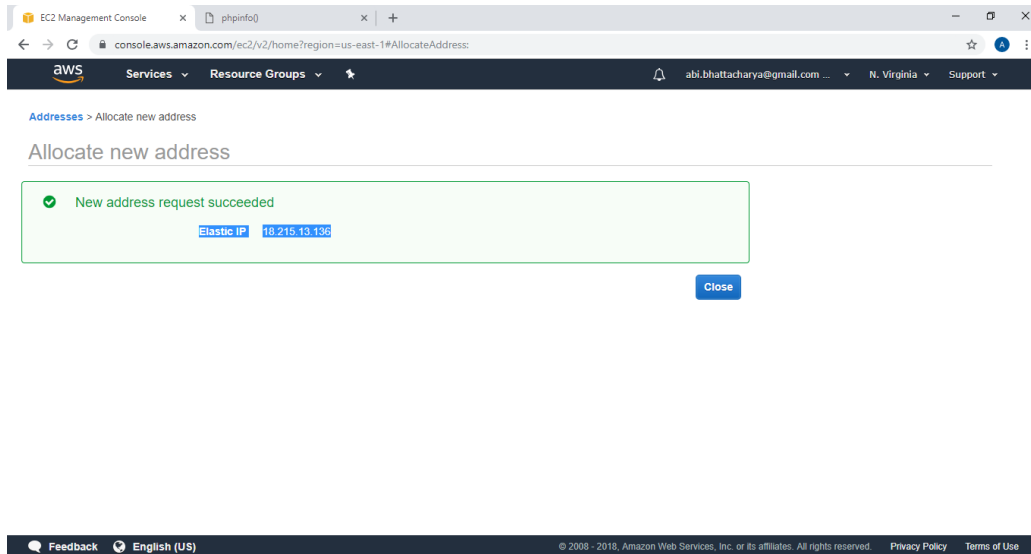 EC2 Management Console
phpinfo()
console.aws.amazon.com/ec2/v2/home?region=us-east-1#AllocateAddress:
A
aws Services Resource Groups abi.bhattacharya@gmail.com ... N. Virginia Support
Addresses > Allocate new address
Allocate new address
New address request succeeded
Elastic IP 18.215.13.136
Close
Feedback English (US) © 2008 - 2018, Amazon Web Services, Inc. or its affiliates. All rights reserved. Privacy Policy Terms of Use